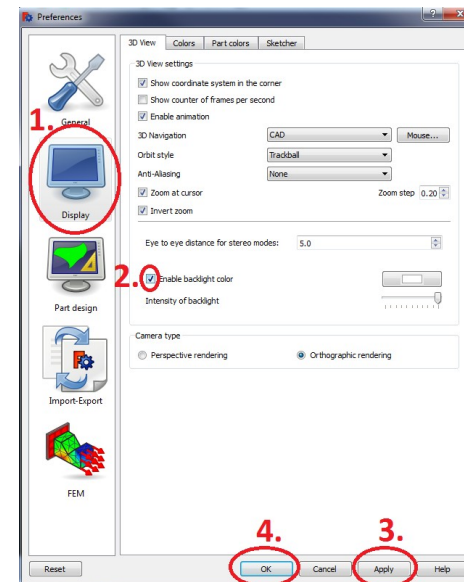 Preferences
3D View Colors Part colors Sketcher
3D View settings
Show coordinate system in the corner
Show counter of frames per second
Enable animation
3D Navigation CAD Mouse...
Orbit style Trackball
Anti-Aliasing None
Zoom at cursor Zoom step 0.20
Invert zoom
Eye to eye distance for stereo modes: 5.0
2. Enable backlight color
Intensity of backlight
Camera type
Perspective rendering Orthographic rendering
1. General
Display
Part design
Import-Export
FEM
4. 3.
Reset OK Cancel Apply Help